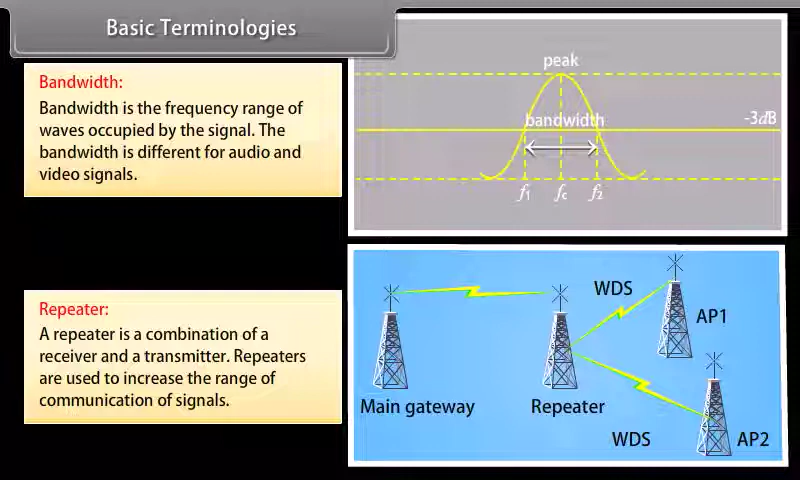 Basic Terminologies
Bandwidth:
Bandwidth is the frequency range of
waves occupied by the signal. The
bandwidth is different for audio and
video signals.
peak
bandwidth
-3dB
f1 fc f2
Repeater:
A repeater is a combination of a
receiver and a transmitter. Repeaters
are used to increase the range of
communication of signals.
WDS
AP1
Main gateway
Repeater
WDS
AP2